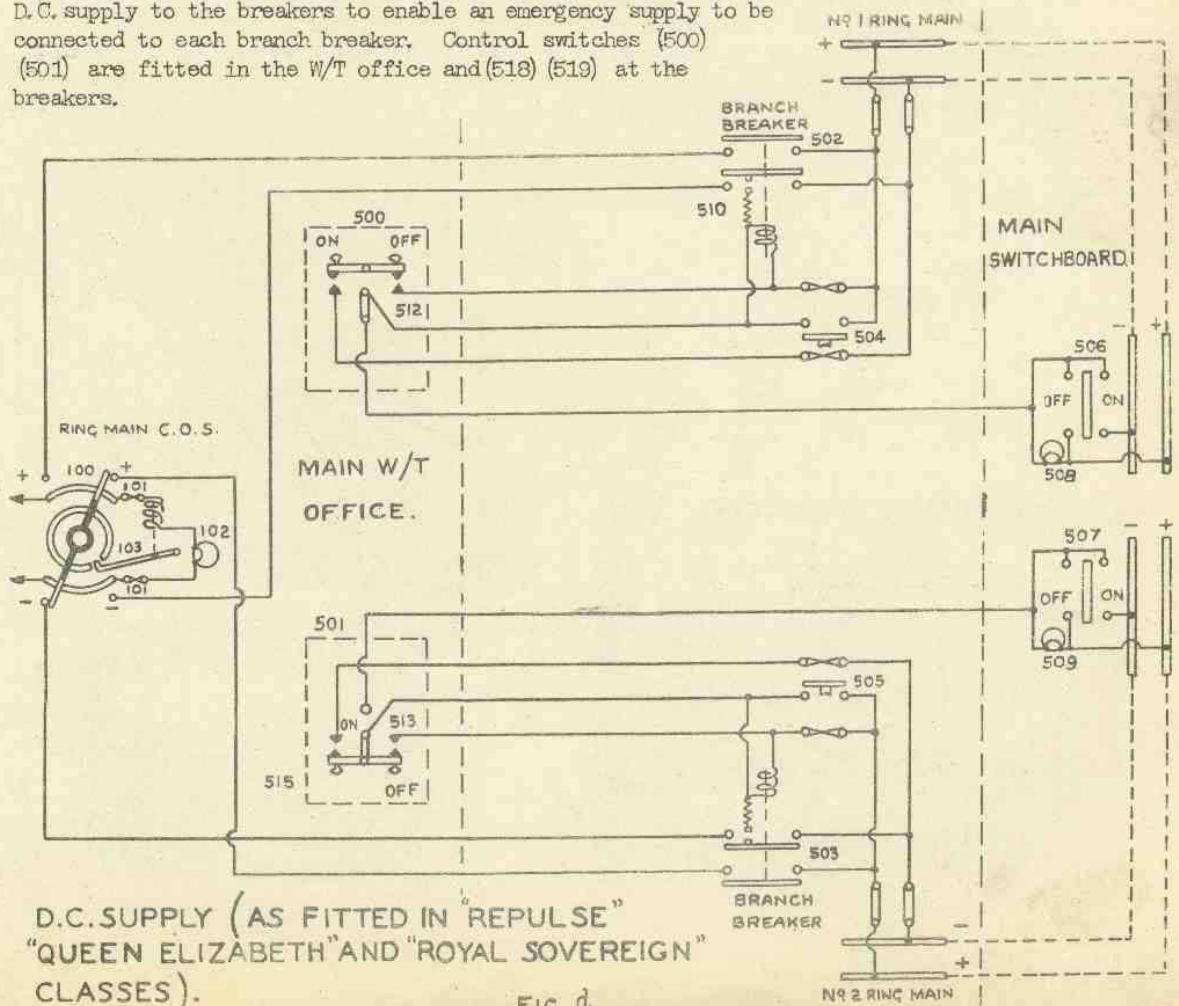 D.C. supply to the breakers to enable an emergency supply to be
connected to each branch breaker. Control switches (500)
(501) are fitted in the W/T office and (518) (519) at the
breakers.
Nº 1 RING MAIN
+
-
BRANCH
BREAKER
502
510
500
ON OFF
512
504
MAIN
SWITCHBOARD
- +
506
OFF ON
508
RING MAIN C.O.S.
+ 100 +
101
102
103
101
- -
MAIN W/T
OFFICE.
507
- +
OFF ON
509
501
ON 513
OFF
515
505
503
BRANCH
BREAKER
-
+
Nº 2 RING MAIN
D.C. SUPPLY (AS FITTED IN "REPULSE"
"QUEEN ELIZABETH" AND "ROYAL SOVEREIGN"
CLASSES).
FIG. d.